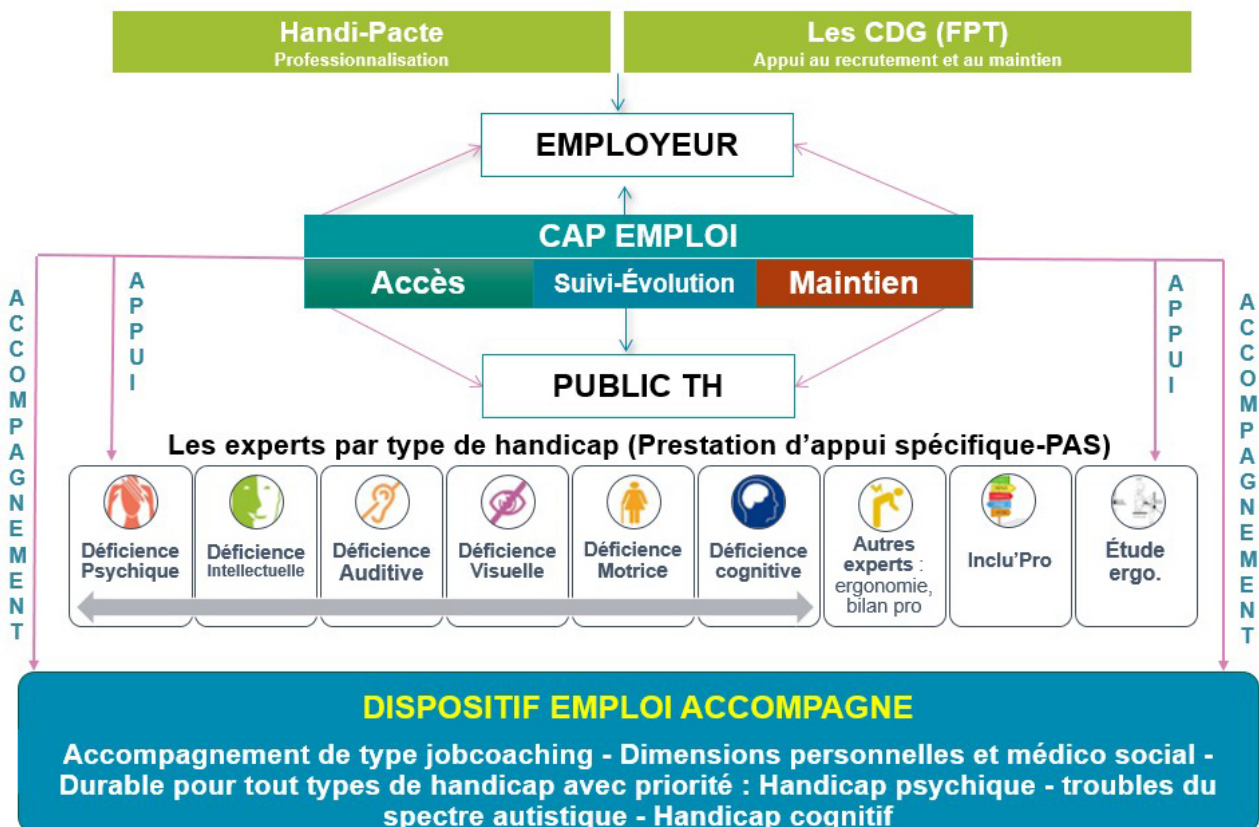 Handi-Pacte
Professionnalisation
Les CDG (FPT)
Appui au recrutement et au maintien
EMPLOYEUR
CAP EMPLOI
Accès
Suivi-Évolution
Maintien
PUBLIC TH
ACCOMPAGNEMENT
APPUI
APPUI
ACCOMPAGNEMENT
Les experts par type de handicap (Prestation d'appui spécifique-PAS)
Déficience
Psychique
Déficience
Intellectuelle
Déficience
Auditive
Déficience
Visuelle
Déficience
Motrice
Déficience
cognitive
Autres
experts :
ergonomie,
bilan pro
Inclu'Pro
Étude
ergo.
DISPOSITIF EMPLOI ACCOMPAGNE
Accompagnement de type jobcoaching - Dimensions personnelles et médico social -
Durable pour tout types de handicap avec priorité : Handicap psychique - troubles du
spectre autistique - Handicap cognitif